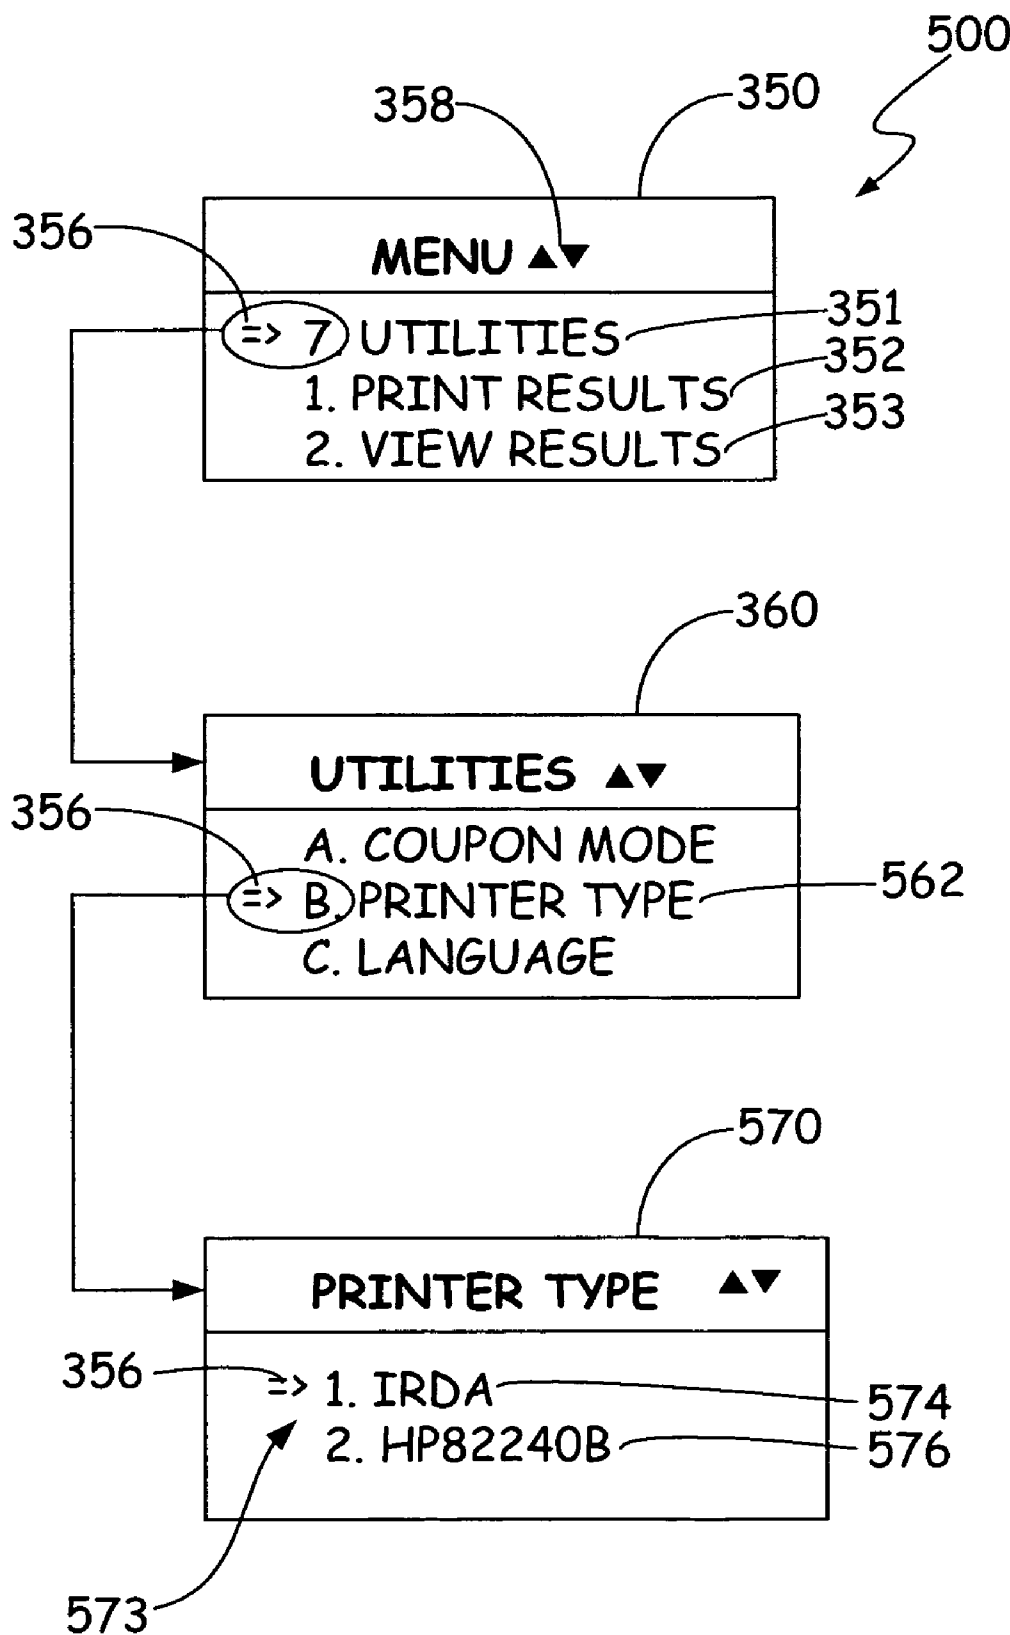 500
358
350
356
MENU ▲▼
=> 7. UTILITIES
351
1. PRINT RESULTS
352
2. VIEW RESULTS
353
360
UTILITIES ▲▼
356
A. COUPON MODE
=> B. PRINTER TYPE
562
C. LANGUAGE
570
PRINTER TYPE ▲▼
356
=> 1. IRDA
574
2. HP82240B
576
573